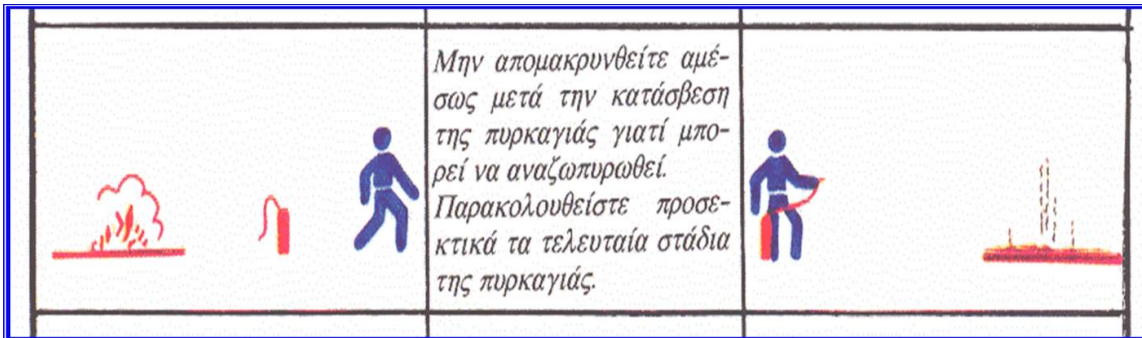 Μην απομακρυνθείτε αμέ-
σως μετά την κατάσβεση
της πυρκαγιάς γιατί μπο-
ρεί να αναζωπυρωθεί.
Παρακολουθείστε προσε-
κτικά τα τελευταία στάδια
της πυρκαγιάς.